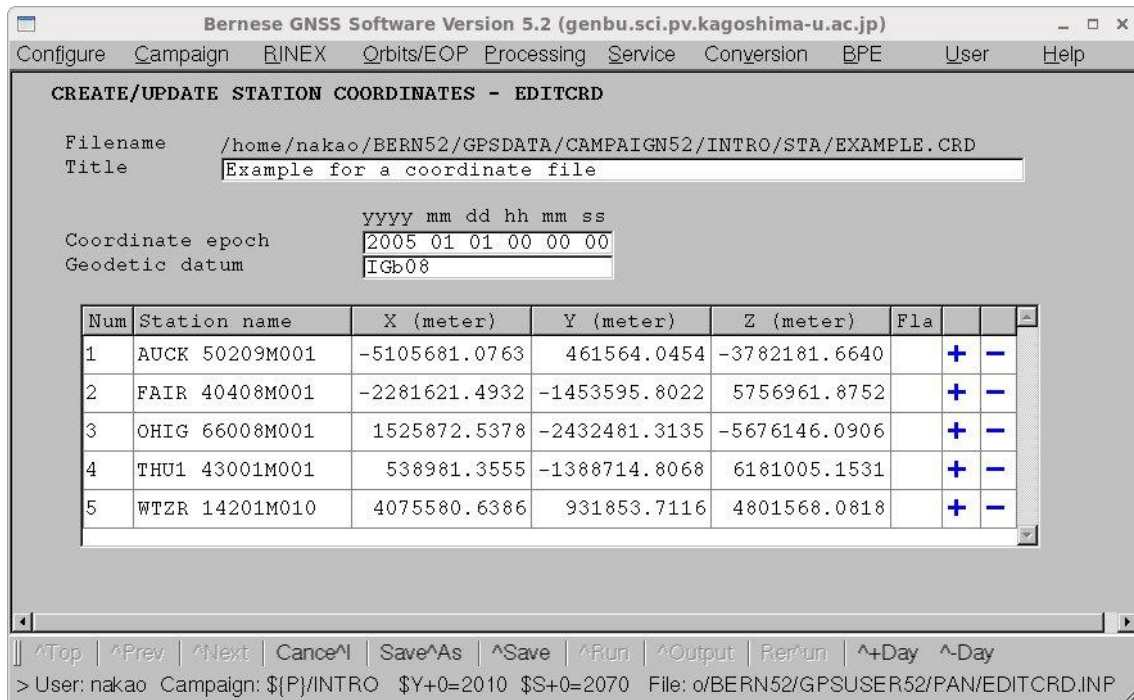 Bernese GNSS Software Version 5.2 (genbu.sci.pv.kagoshima-u.ac.jp)
Configure Campaign RINEX Orbits/EOP Processing Service Conversion BPE User Help
CREATE/UPDATE STATION COORDINATES - EDITCRD
Filename /home/nakao/BERN52/GPSDATA/CAMPAIGN52/INTRO/STA/EXAMPLE.CRD
Title Example for a coordinate file
yyyy mm dd hh mm ss
Coordinate epoch 2005 01 01 00 00 00
Geodetic datum IGb08
Num Station name X (meter) Y (meter) Z (meter) Fla
1 AUCK 50209M001 -5105681.0763 461564.0454 -3782181.6640 + −
2 FAIR 40408M001 -2281621.4932 -1453595.8022 5756961.8752 + −
3 OHIG 66008M001 1525872.5378 -2432481.3135 -5676146.0906 + −
4 THU1 43001M001 538981.3555 -1388714.8068 6181005.1531 + −
5 WTZR 14201M010 4075580.6386 931853.7116 4801568.0818 + −
^Top | ^Prev | ^Next | Cance^l | Save^As | ^Save | ^Run | ^Output | Rer^un | ^+Day ^-Day
> User: nakao Campaign: ${P}/INTRO $Y+0=2010 $S+0=2070 File: o/BERN52/GPSUSER52/PAN/EDITCRD.INP